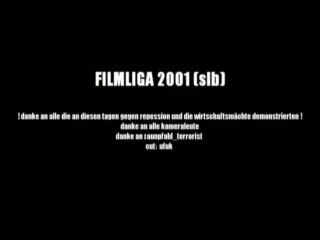 FILMLIGA 2001 (slb)
! danke an alle die an diesen tagen gegen repession und die wirtschaftsmächte demonstrierten !
danke an alle kameraleute
danke an zaunpfahl_terrorist
cut: ufuk